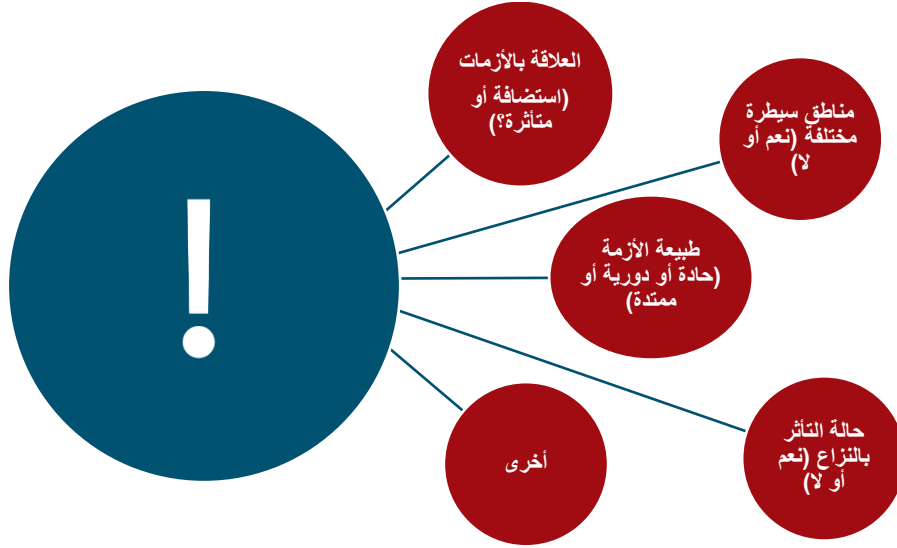 العلاقة بالأزمات
(استضافة أو
متأثرة؟)
مناطق سيطرة
مختلفة (نعم أو
لا)
طبيعة الأزمة
(حادة أو دورية أو
ممتدة)
حالة التأثر
بالنزاع (نعم
أو لا)
أخرى
!